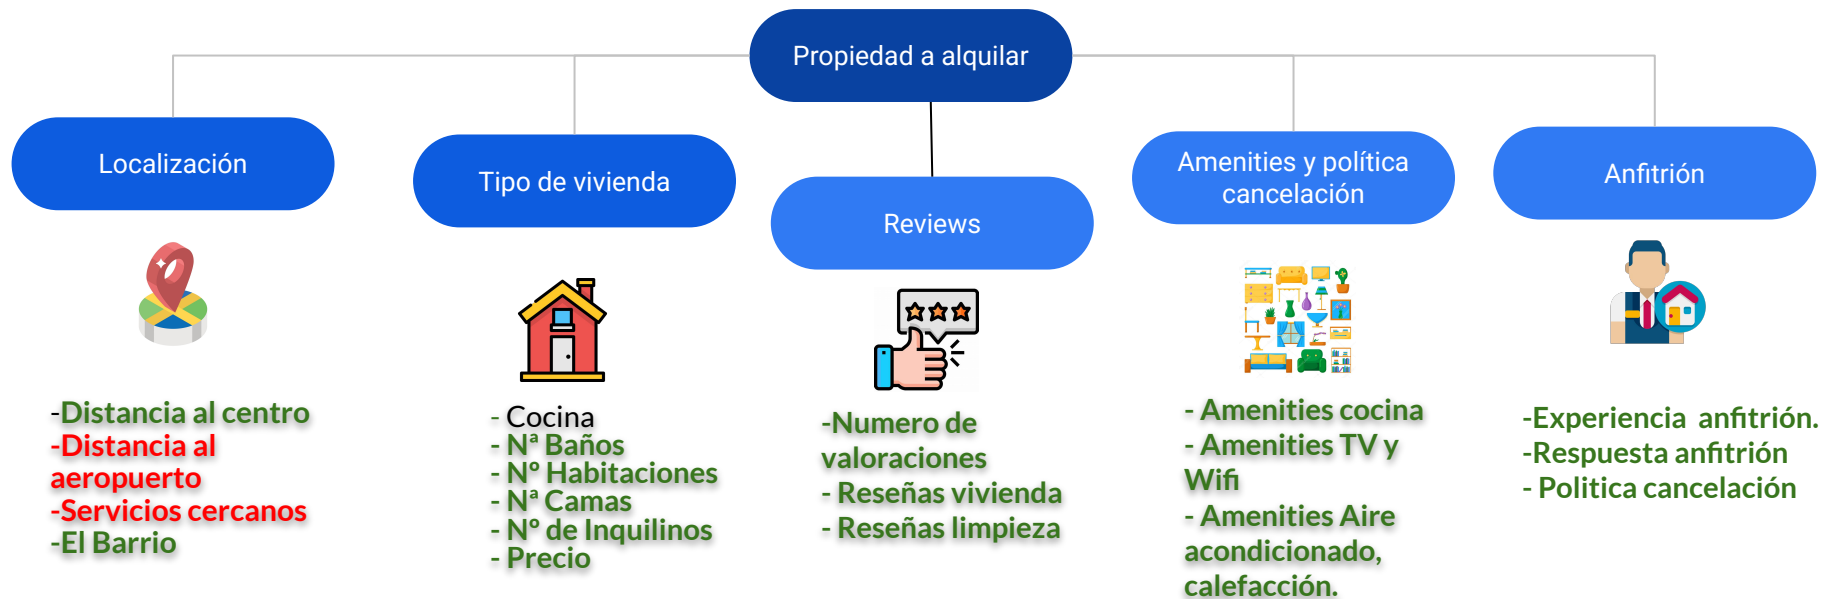 Propiedad a alquilar
Localización
Tipo de vivienda
Reviews
Amenities y política
cancelación
Anfitrión
-Distancia al centro
-Distancia al
aeropuerto
-Servicios cercanos
-El Barrio
- Cocina
- Nª Baños
- Nº Habitaciones
- Nª Camas
- Nº de Inquilinos
- Precio
-Numero de
valoraciones
- Reseñas vivienda
- Reseñas limpieza
- Amenities cocina
- Amenities TV y
Wifi
- Amenities Aire
acondicionado,
calefacción.
-Experiencia anfitrión.
-Respuesta anfitrión
- Politica cancelación